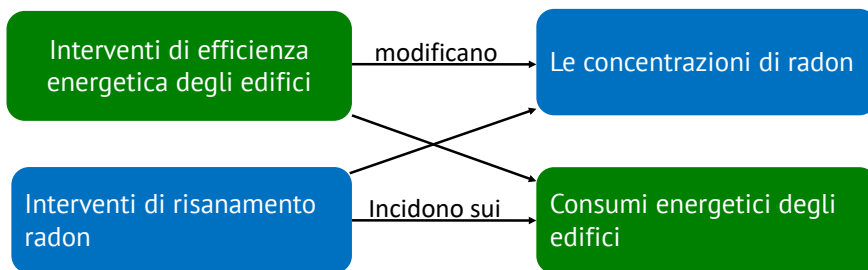 Interventi di efficienza
energetica degli edifici
modificano
Le concentrazioni di radon
Interventi di risanamento
radon
Incidono sui
Consumi energetici degli
edifici